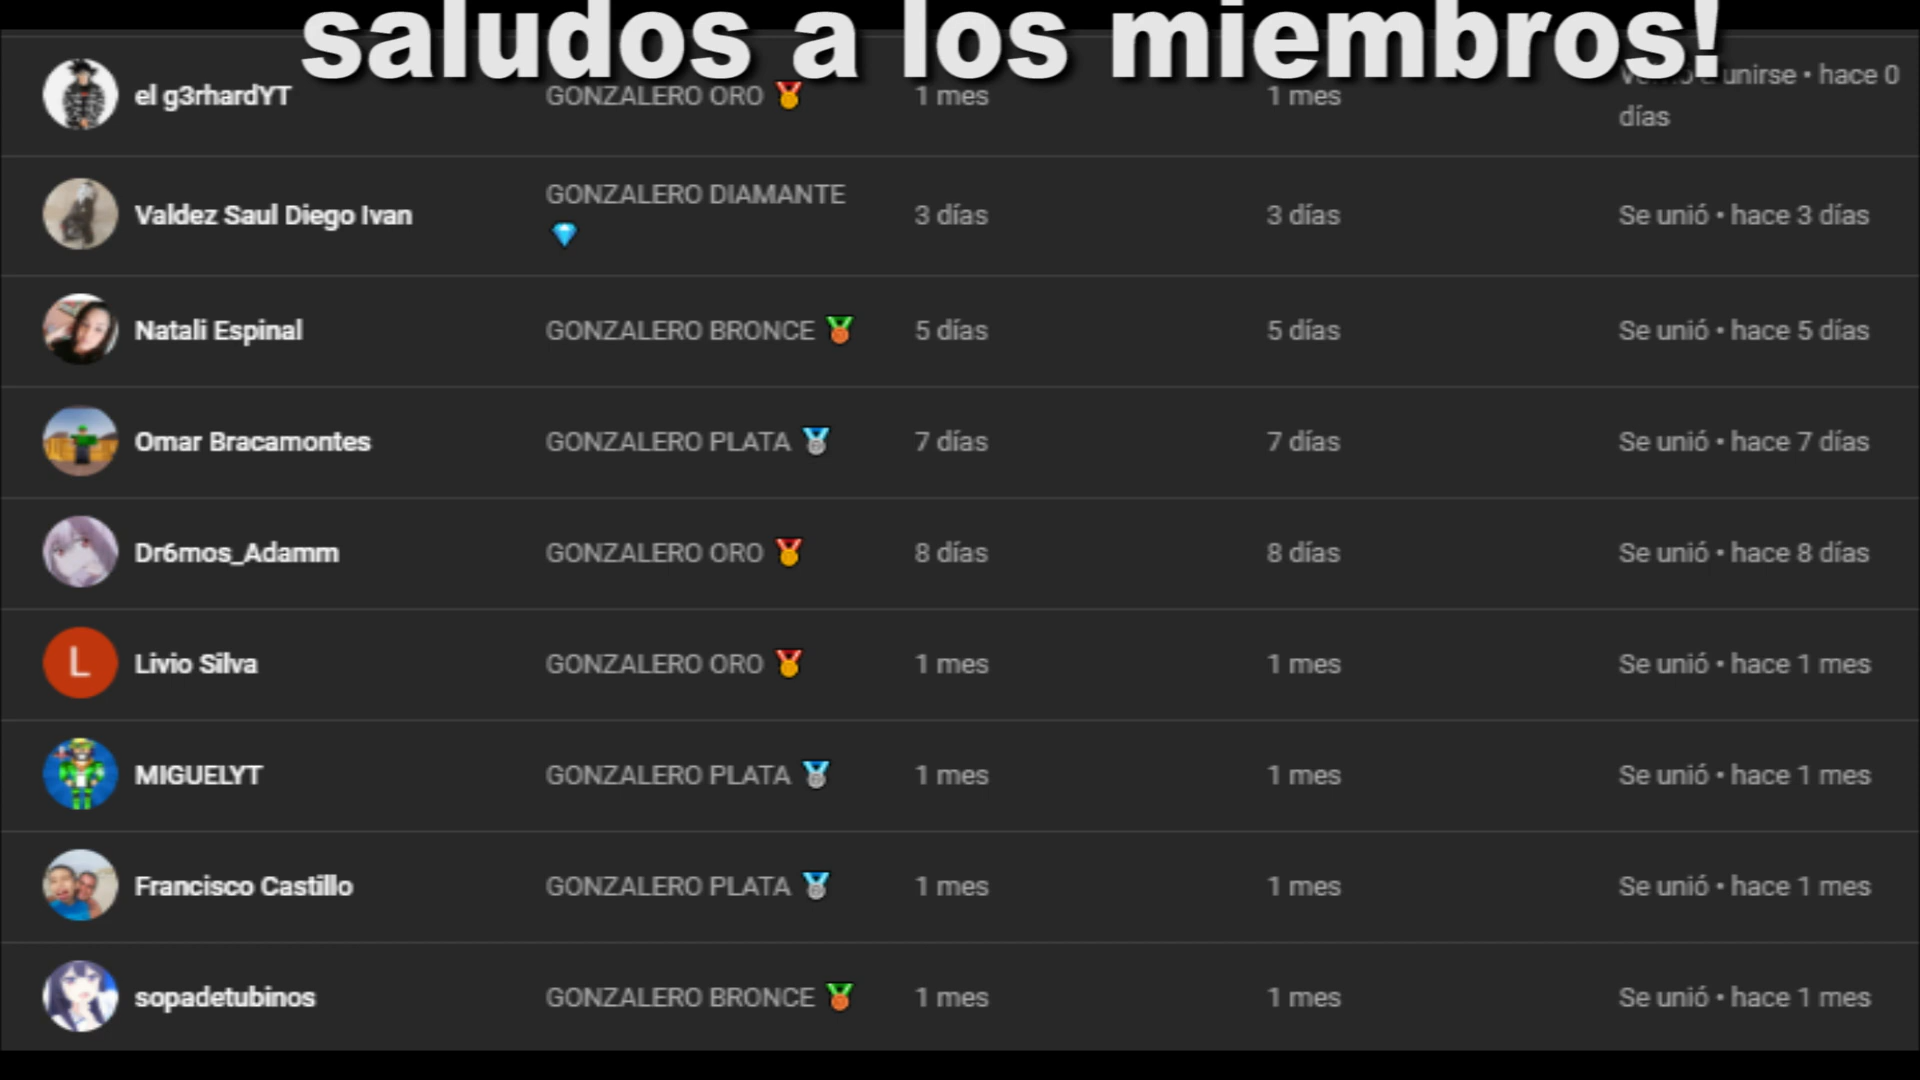 saludos a los miembros!
el g3rhardYT GONZALERO ORO 1 mes 1 mes unirse • hace 0
días
Valdez Saul Diego Ivan GONZALERO DIAMANTE 3 días 3 días Se unió • hace 3 días
Natali Espinal GONZALERO BRONCE 5 días 5 días Se unió • hace 5 días
Omar Bracamontes GONZALERO PLATA 7 días 7 días Se unió • hace 7 días
Dr6mos_Adamm GONZALERO ORO 8 días 8 días Se unió • hace 8 días
L Livio Silva GONZALERO ORO 1 mes 1 mes Se unió • hace 1 mes
MIGUELYT GONZALERO PLATA 1 mes 1 mes Se unió • hace 1 mes
Francisco Castillo GONZALERO PLATA 1 mes 1 mes Se unió • hace 1 mes
sopadetubinos GONZALERO BRONCE 1 mes 1 mes Se unió • hace 1 mes